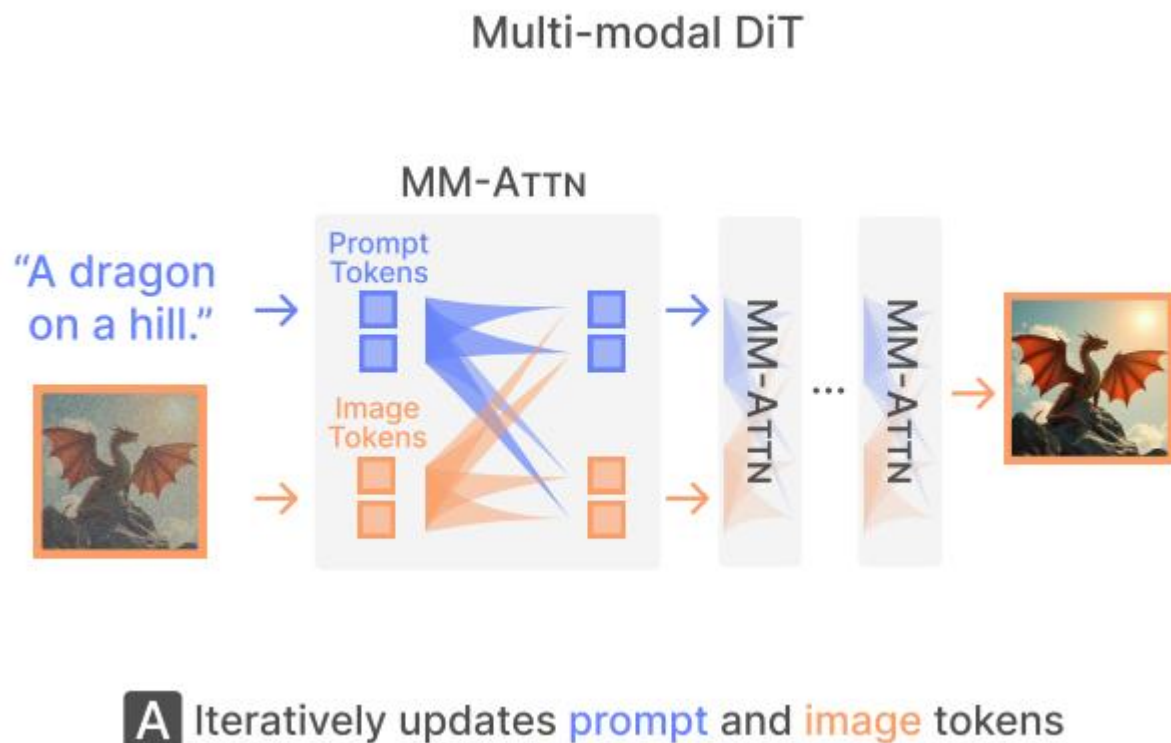 Multi-modal DiT
MM-ATTN
Prompt
Tokens
“A dragon
on a hill.”
Image
Tokens
MM-ATTN
...
MM-ATTN
A Iteratively updates prompt and image tokens